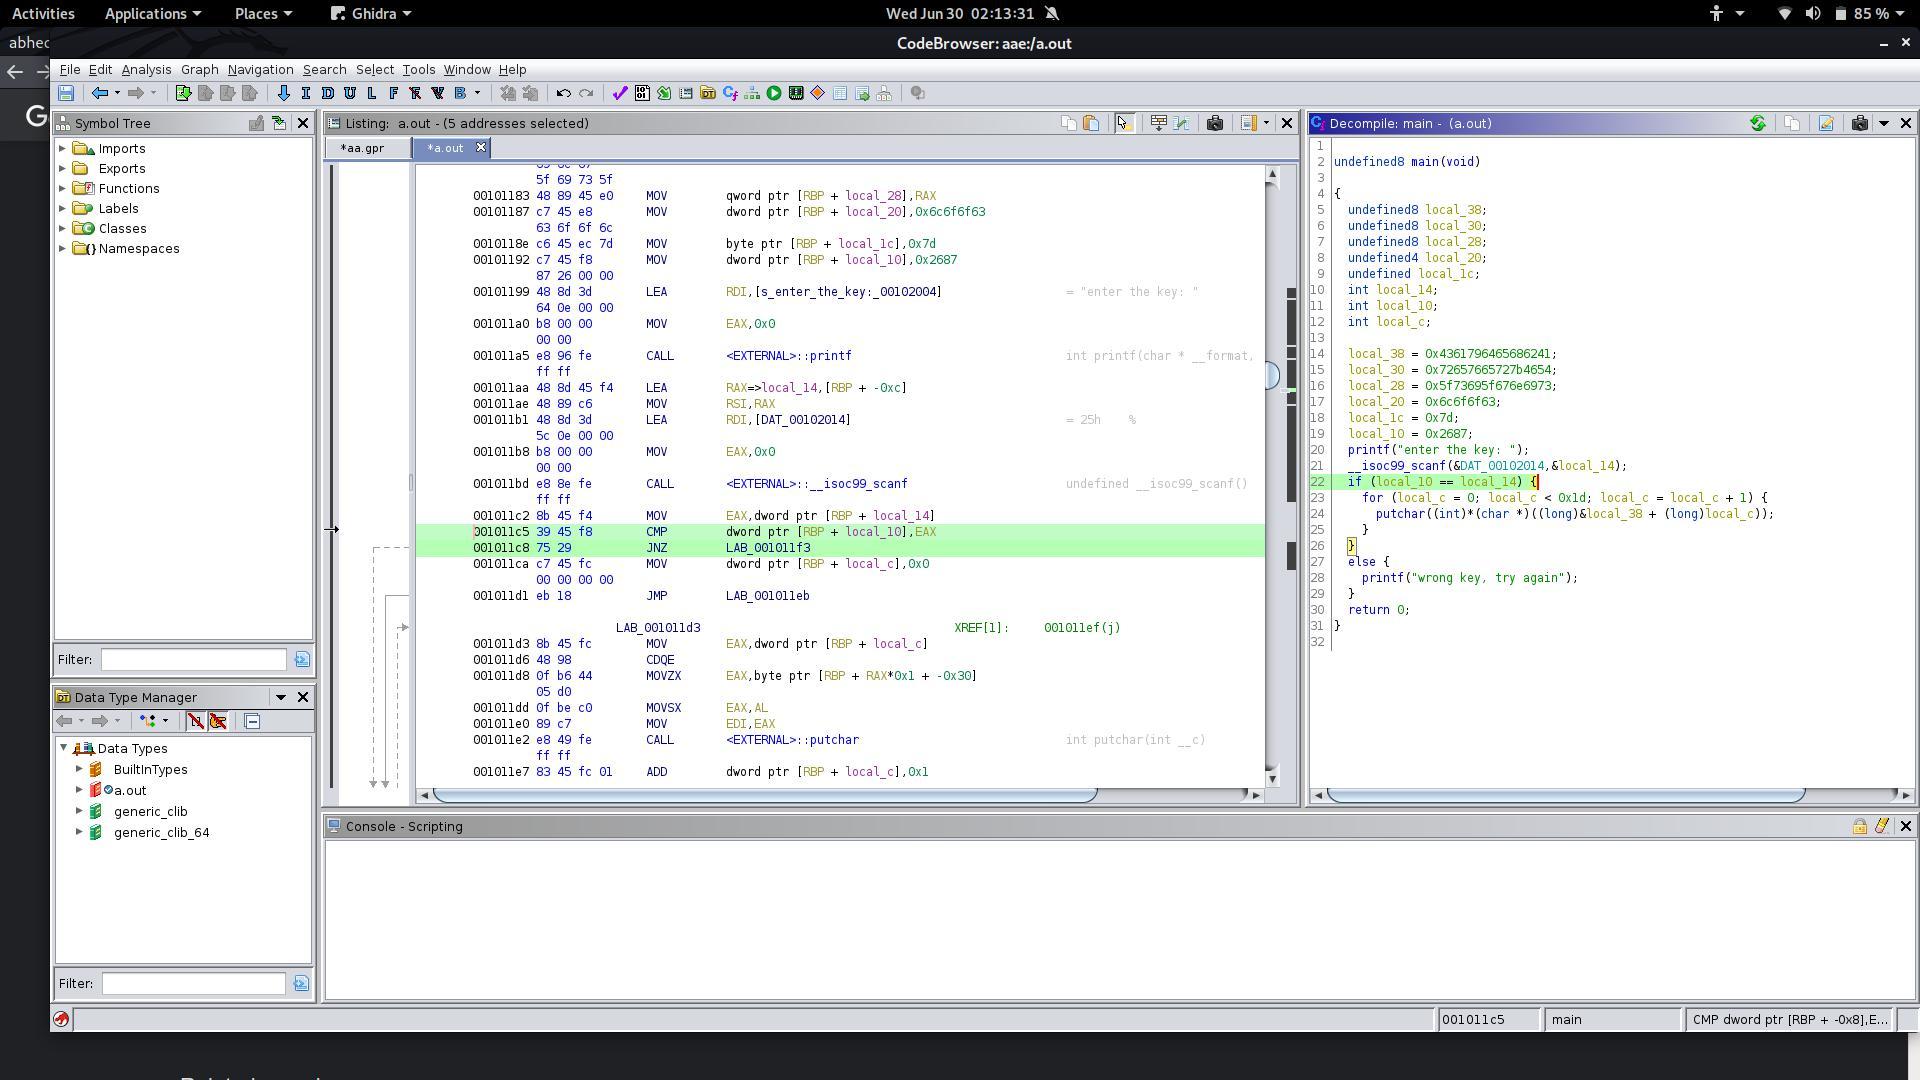 Activities Applications Places Ghidra Wed Jun 30 02:13:31 85 %
CodeBrowser: aae:/a.out
File Edit Analysis Graph Navigation Search Select Tools Window Help
I D U L F B
Symbol Tree
Imports
Exports
Functions
Labels
Classes
Namespaces
Filter:
Data Type Manager
Data Types
BuiltInTypes
a.out
generic_clib
generic_clib_64
Filter:
Listing: a.out - (5 addresses selected)
*aa.gpr *a.out
5f 69 73 5f
00101183 48 89 45 e0 MOV qword ptr [RBP + local_28],RAX
00101187 c7 45 e8 MOV dword ptr [RBP + local_20],0x6c6f6f63
63 6f 6f 6c
0010118e c6 45 ec 7d MOV byte ptr [RBP + local_1c],0x7d
00101192 c7 45 f8 MOV dword ptr [RBP + local_10],0x2687
87 26 00 00
00101199 48 8d 3d LEA RDI,[s_enter_the_key:_00102004] = "enter the key: "
64 0e 00 00
001011a0 b8 00 00 MOV EAX,0x0
00 00
001011a5 e8 96 fe CALL <EXTERNAL>::printf int printf(char * __format,
ff ff
001011aa 48 8d 45 f4 LEA RAX=>local_14,[RBP + -0xc]
001011ae 48 89 c6 MOV RSI,RAX
001011b1 48 8d 3d LEA RDI,[DAT_00102014] = 25h %
5c 0e 00 00
001011b8 b8 00 00 MOV EAX,0x0
00 00
001011bd e8 8e fe CALL <EXTERNAL>::__isoc99_scanf undefined __isoc99_scanf()
ff ff
001011c2 8b 45 f4 MOV EAX,dword ptr [RBP + local_14]
001011c5 39 45 f8 CMP dword ptr [RBP + local_10],EAX
001011c8 75 29 JNZ LAB_001011f3
001011ca c7 45 fc MOV dword ptr [RBP + local_c],0x0
00 00 00 00
001011d1 eb 18 JMP LAB_001011eb
LAB_001011d3 XREF[1]: 001011ef(j)
001011d3 8b 45 fc MOV EAX,dword ptr [RBP + local_c]
001011d6 48 98 CDQE
001011d8 0f b6 44 MOVZX EAX,byte ptr [RBP + RAX*0x1 + -0x30]
05 d0
001011dd 0f be c0 MOVSX EAX,AL
001011e0 89 c7 MOV EDI,EAX
001011e2 e8 49 fe CALL <EXTERNAL>::putchar int putchar(int __c)
ff ff
001011e7 83 45 fc 01 ADD dword ptr [RBP + local_c],0x1
Decompile: main - (a.out)
1
2 undefined8 main(void)
3
4 {
5 undefined8 local_38;
6 undefined8 local_30;
7 undefined8 local_28;
8 undefined4 local_20;
9 undefined local_1c;
10 int local_14;
11 int local_10;
12 int local_c;
13
14 local_38 = 0x4361796465686241;
15 local_30 = 0x72657665727b4654;
16 local_28 = 0x5f73695f676e6973;
17 local_20 = 0x6c6f6f63;
18 local_1c = 0x7d;
19 local_10 = 0x2687;
20 printf("enter the key: ");
21 __isoc99_scanf(&DAT_00102014,&local_14);
22 if (local_10 == local_14) {
23 for (local_c = 0; local_c < 0x1d; local_c = local_c + 1) {
24 putchar((int)*(char *)((long)&local_38 + (long)local_c));
25 }
26 }
27 else {
28 printf("wrong key, try again");
29 }
30 return 0;
31 }
32
Console - Scripting
001011c5 main CMP dword ptr [RBP + -0x8],E...